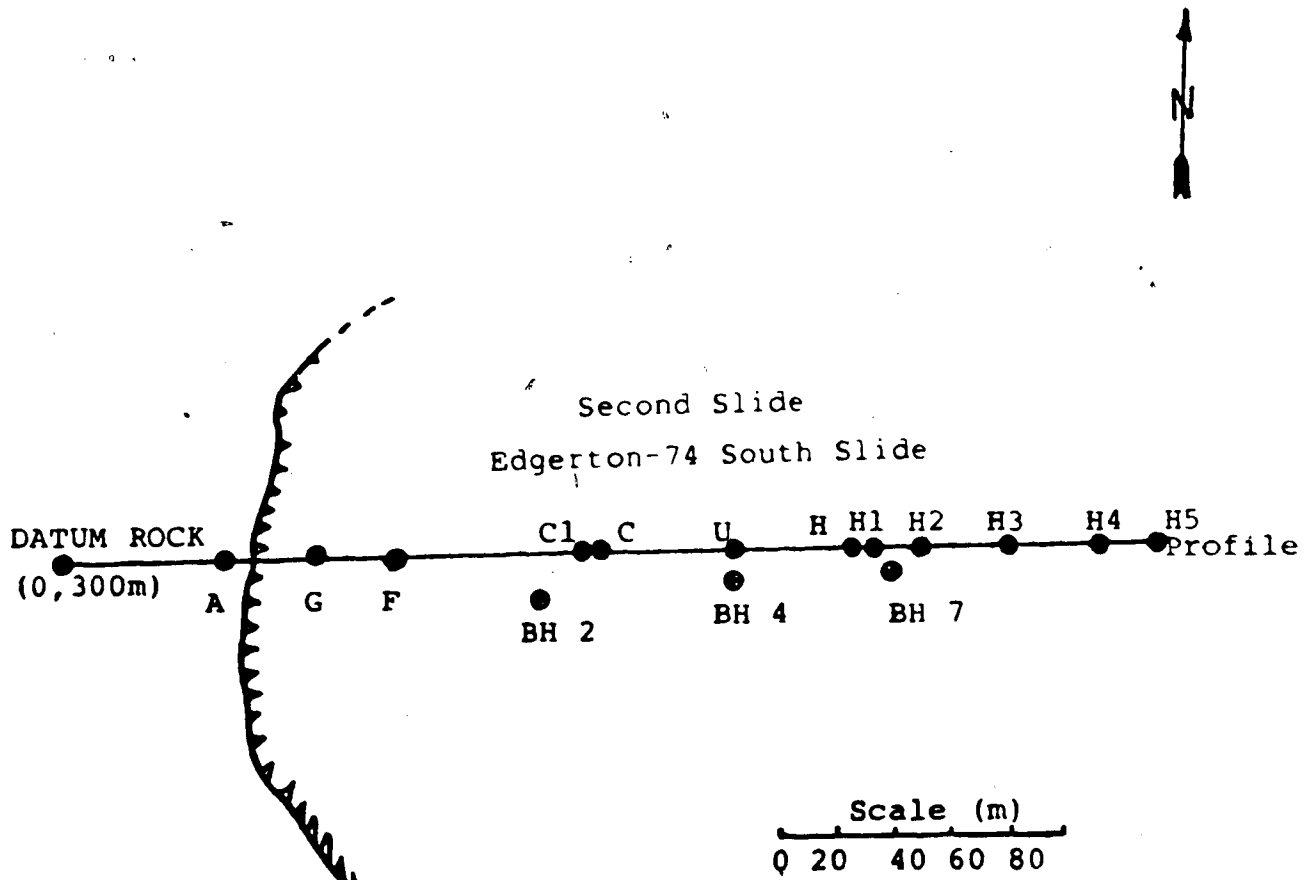 N
Second Slide
Edgerton-74 South Slide
DATUM ROCK
C1 C U H H1 H2 H3 H4 H5
Profile
(0,300m)
A G F
BH 2 BH 4 BH 7
Scale (m)
0 20 40 60 80